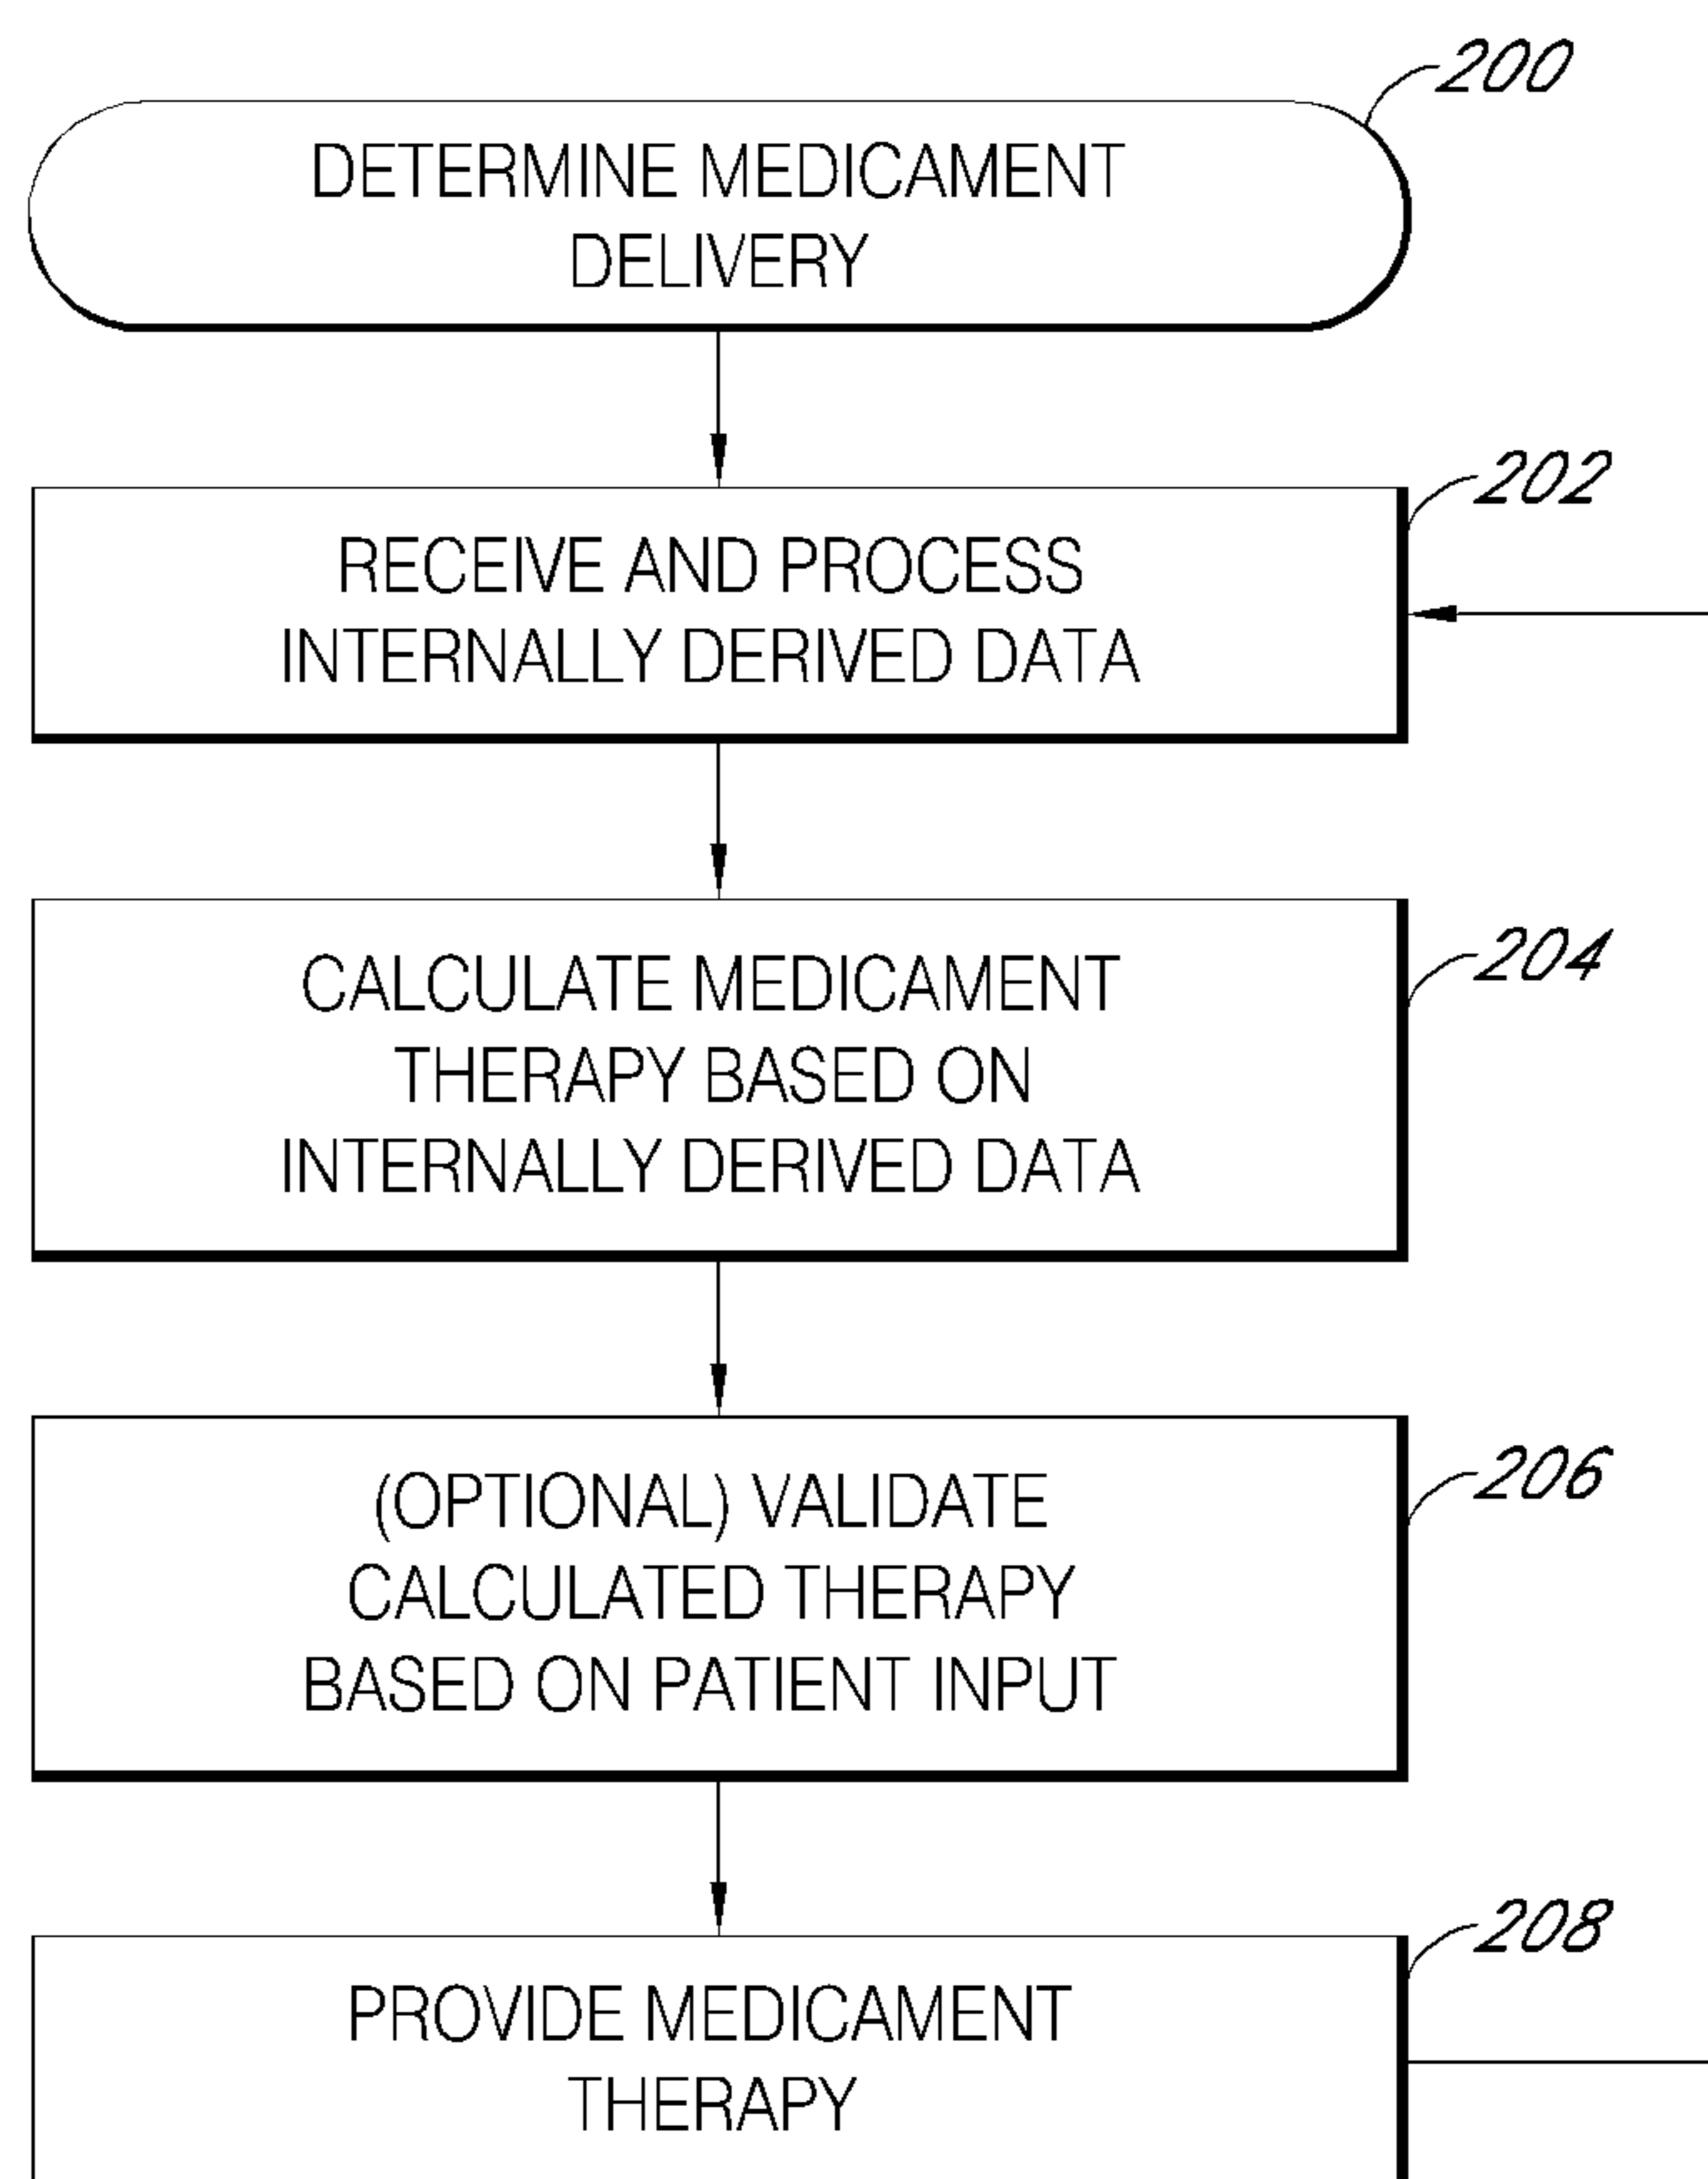 200
DETERMINE MEDICAMENT
DELIVERY
202
RECEIVE AND PROCESS
INTERNALLY DERIVED DATA
204
CALCULATE MEDICAMENT
THERAPY BASED ON
INTERNALLY DERIVED DATA
206
(OPTIONAL) VALIDATE
CALCULATED THERAPY
BASED ON PATIENT INPUT
208
PROVIDE MEDICAMENT
THERAPY